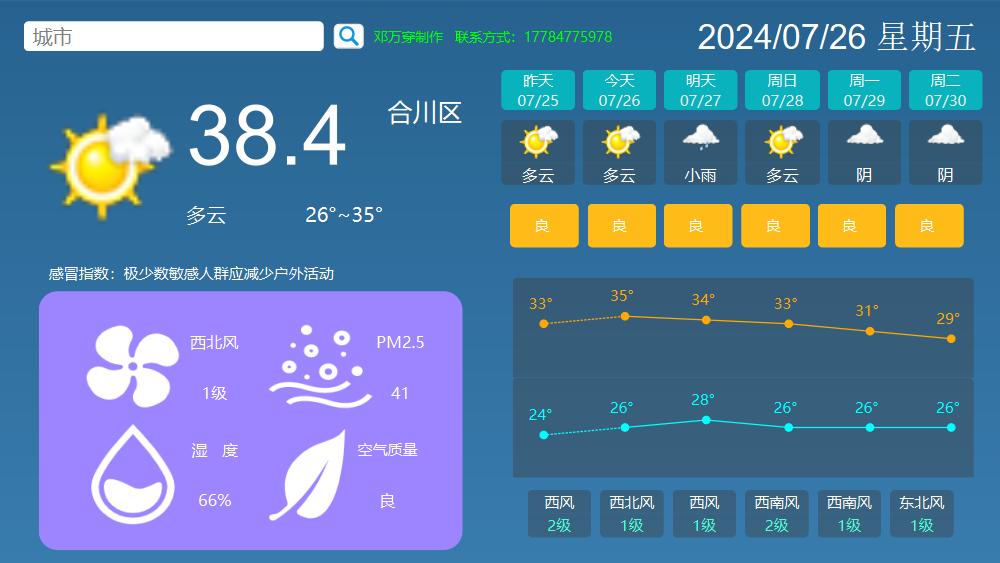 城市
邓万穿制作 联系方式：17784775978
2024/07/26 星期五
38.4
合川区
多云 26°~35°
感冒指数：极少数敏感人群应减少户外活动
西北风 PM2.5
1级 41
湿 度 空气质量
66% 良
昨天 今天 明天 周日 周一 周二
07/25 07/26 07/27 07/28 07/29 07/30
多云 多云 小雨 多云 阴 阴
良 良 良 良 良 良
33° 35° 34° 33° 31° 29°
24° 26° 28° 26° 26° 26°
西风 西北风 西风 西南风 西南风 东北风
2级 1级 1级 2级 1级 1级